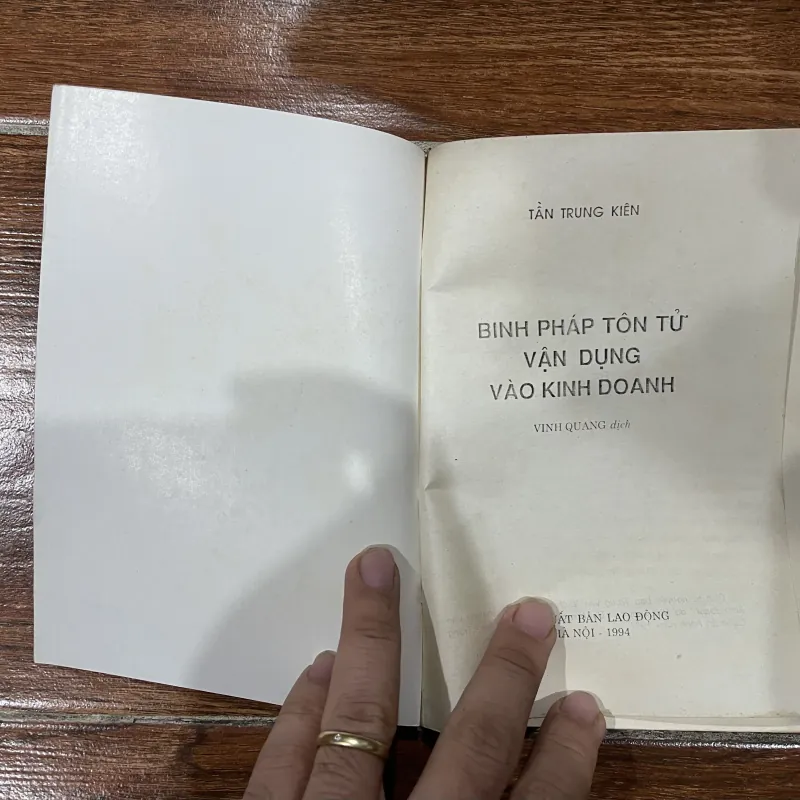 TẦN TRUNG KIÊN
BINH PHÁP TÔN TỬ
VẬN DỤNG
VÀO KINH DOANH
VINH QUANG dịch
BẢN LAO ĐỘNG
NỘI - 1994